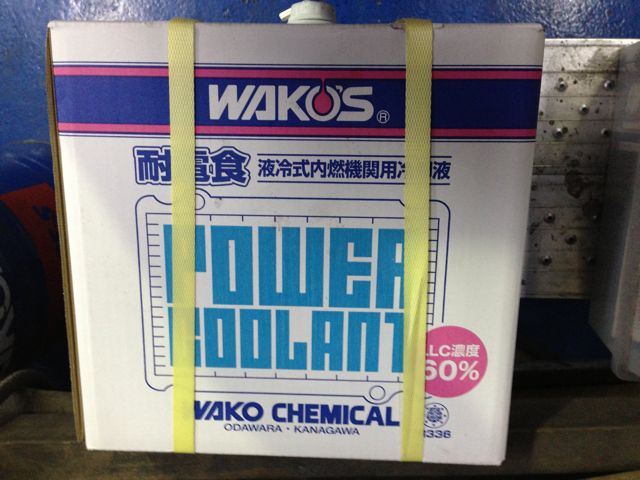 WAKO'S®
耐電食 液冷式内燃機関用冷却液
POWER
COOLANT
LLC濃度
60%
WAKO CHEMICAL
ODAWARA・KANAGAWA